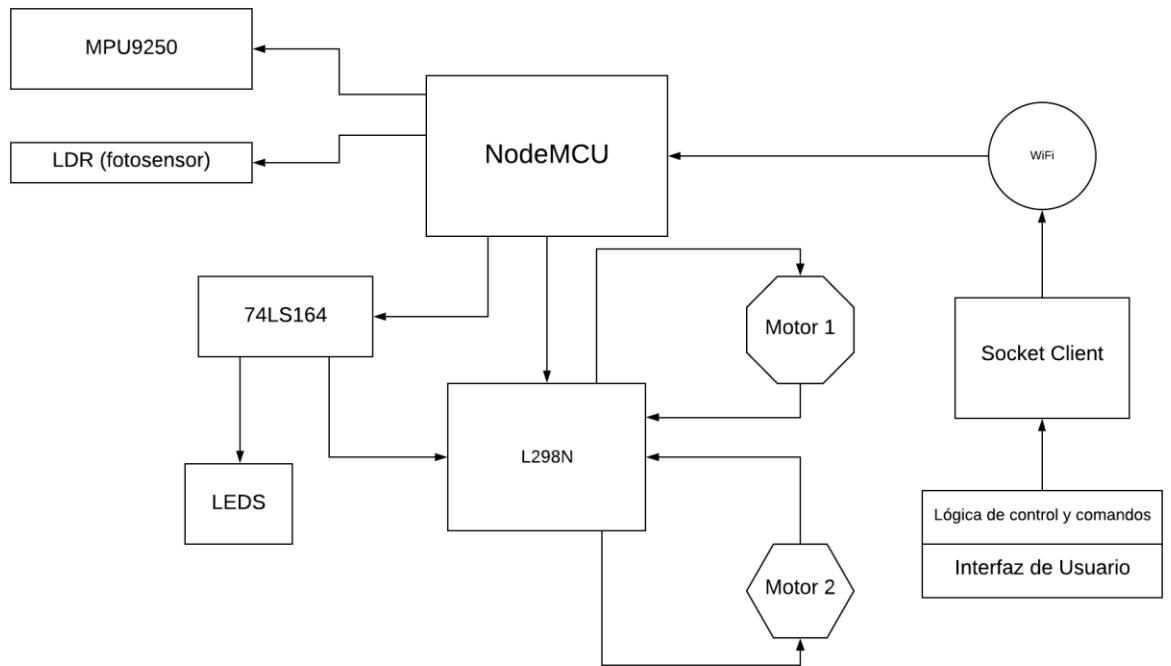 MPU9250
LDR (fotosensor)
NodeMCU
WiFi
74LS164
Motor 1
Socket Client
L298N
LEDS
Lógica de control y comandos
Interfaz de Usuario
Motor 2